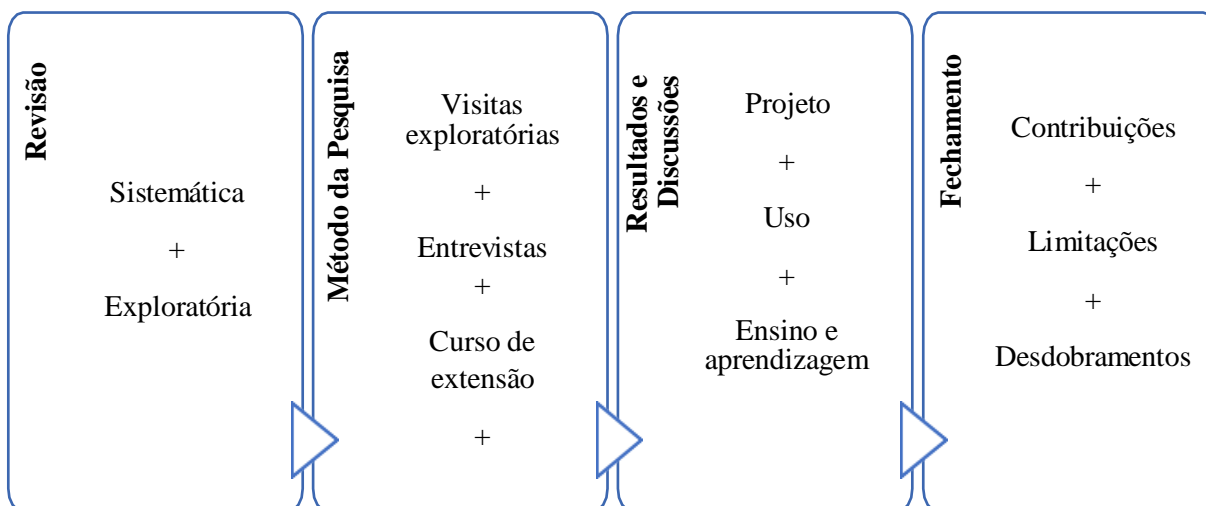 Revisão
Sistemática
+
Exploratória
Método da Pesquisa
Visitas
exploratórias
+
Entrevistas
+
Curso de
extensão
+
Resultados e
Discussões
Projeto
+
Uso
+
Ensino e
aprendizagem
Fechamento
Contribuições
+
Limitações
+
Desdobramentos